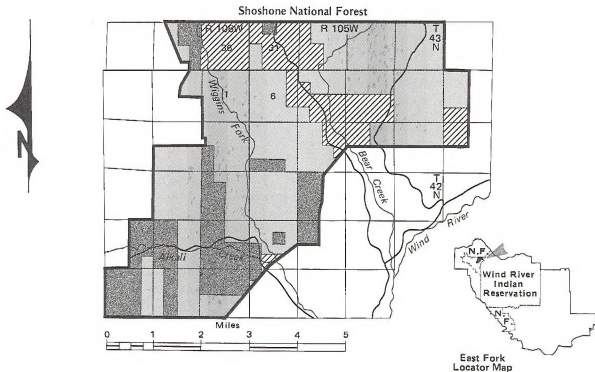 Shoshone National Forest
R 106W
R 105W
T
43
N
36
31
1
6
Wiggins
Fork
Bear
Creek
T
42
N
Wind River
Alkali
Creek
N
Miles
0 1 2 3 4 5
N.F.
Wind River
Indian
Reservation
N.
F.
East Fork
Locator Map